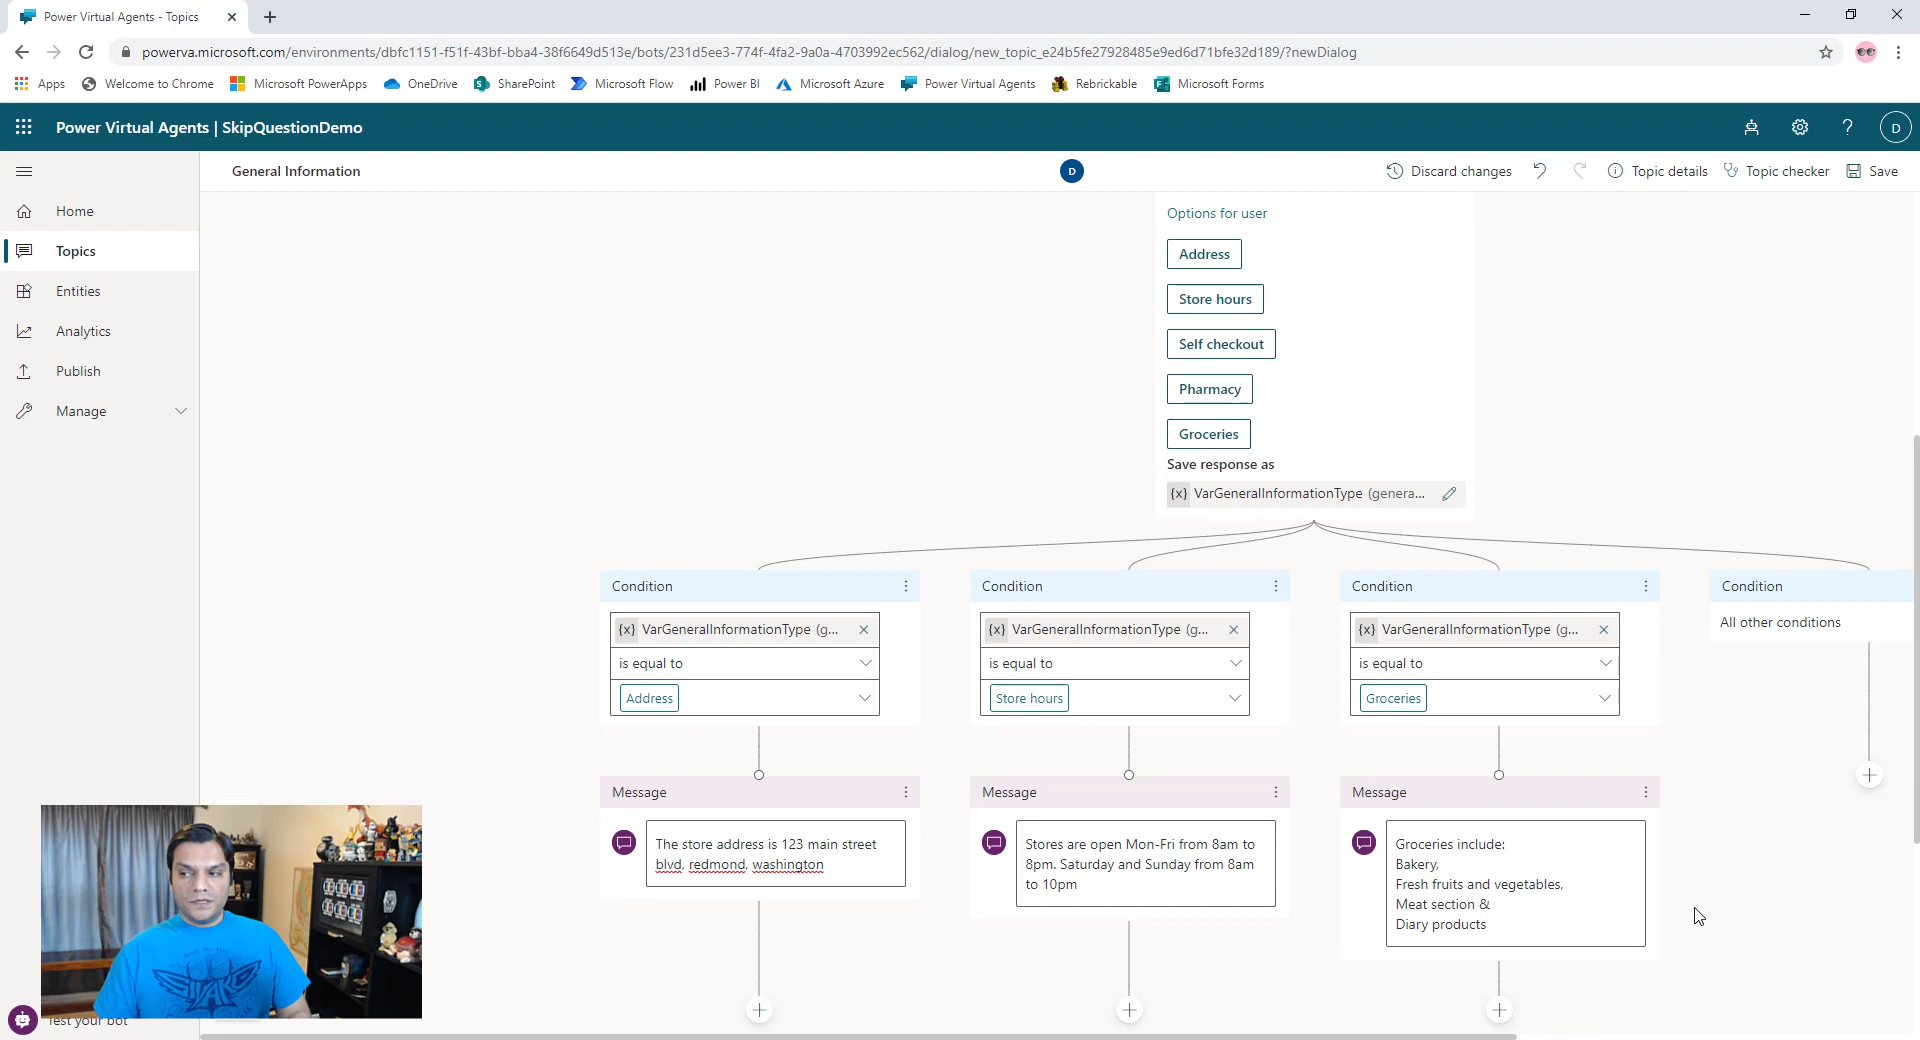 Power Virtual Agents - Topics
powerva.microsoft.com/environments/dbfc1151-f51f-43bf-bba4-38f6649d513e/bots/231d5ee3-774f-4fa2-9a0a-4703992ec562/dialog/new_topic_e24b5fe27928485e9ed6d71bfe32d189/?newDialog
Apps Welcome to Chrome Microsoft PowerApps OneDrive SharePoint Microsoft Flow Power BI Microsoft Azure Power Virtual Agents Rebrickable Microsoft Forms
Power Virtual Agents | SkipQuestionDemo ? D
General Information D Discard changes Topic details Topic checker Save
Home
Topics
Entities
Analytics
Publish
Manage
Options for user
Address
Store hours
Self checkout
Pharmacy
Groceries
Save response as
{x} VarGeneralInformationType (genera...
Condition
{x} VarGeneralInformationType (g...
is equal to
Address
Message
The store address is 123 main street
blvd, redmond, washington
Condition
{x} VarGeneralInformationType (g...
is equal to
Store hours
Message
Stores are open Mon-Fri from 8am to
8pm. Saturday and Sunday from 8am
to 10pm
Condition
{x} VarGeneralInformationType (g...
is equal to
Groceries
Message
Groceries include:
Bakery,
Fresh fruits and vegetables,
Meat section &
Diary products
Condition
All other conditions
Test your bot